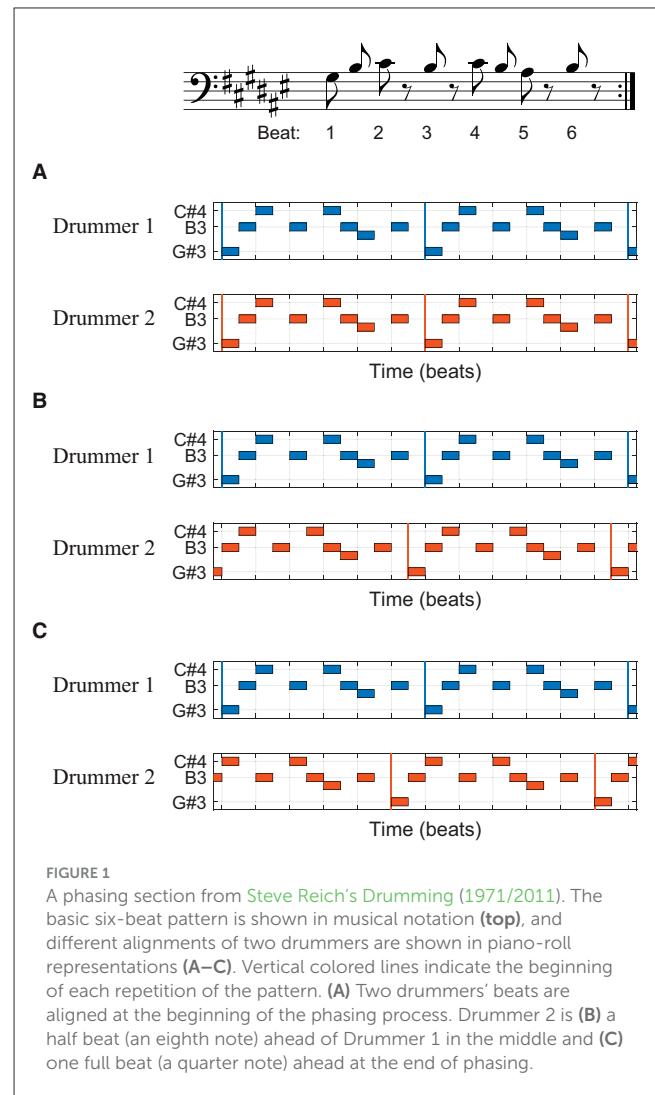 Beat: 1 2 3 4 5 6
A
C#4
Drummer 1 B3
G#3
C#4
Drummer 2 B3
G#3
Time (beats)
B
C#4
Drummer 1 B3
G#3
C#4
Drummer 2 B3
G#3
Time (beats)
C
C#4
Drummer 1 B3
G#3
C#4
Drummer 2 B3
G#3
Time (beats)
FIGURE 1
A phasing section from Steve Reich's Drumming (1971/2011). The
basic six-beat pattern is shown in musical notation (top), and
different alignments of two drummers are shown in piano-roll
representations (A–C). Vertical colored lines indicate the beginning
of each repetition of the pattern. (A) Two drummers' beats are
aligned at the beginning of the phasing process. Drummer 2 is (B) a
half beat (an eighth note) ahead of Drummer 1 in the middle and (C)
one full beat (a quarter note) ahead at the end of phasing.